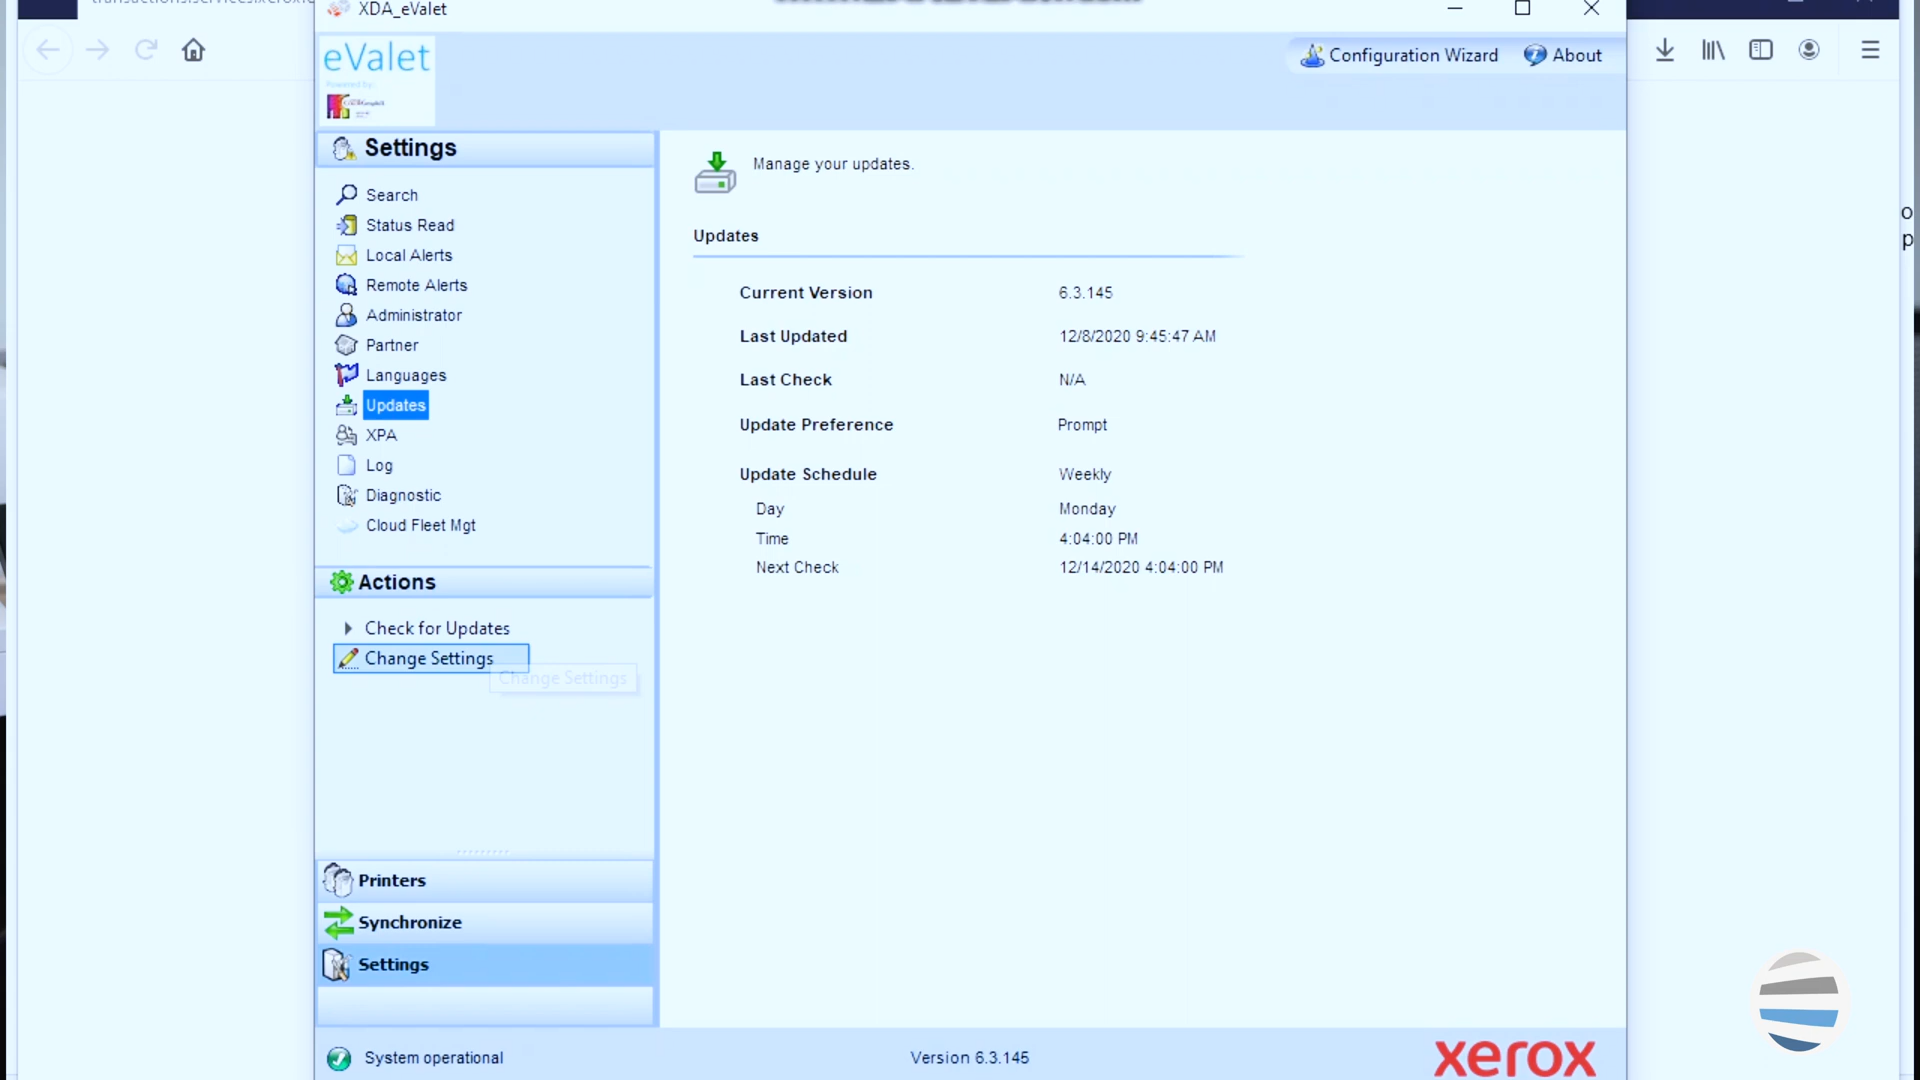 XDA_eValet
eValet
Powered by:
Configuration Wizard
About
Settings
Search
Status Read
Local Alerts
Remote Alerts
Administrator
Partner
Languages
Updates
XPA
Log
Diagnostic
Cloud Fleet Mgt
Actions
Check for Updates
Change Settings
Change Settings
Printers
Synchronize
Settings
Manage your updates.
Updates
Current Version 6.3.145
Last Updated 12/8/2020 9:45:47 AM
Last Check N/A
Update Preference Prompt
Update Schedule Weekly
Day Monday
Time 4:04:00 PM
Next Check 12/14/2020 4:04:00 PM
System operational
Version 6.3.145
xerox